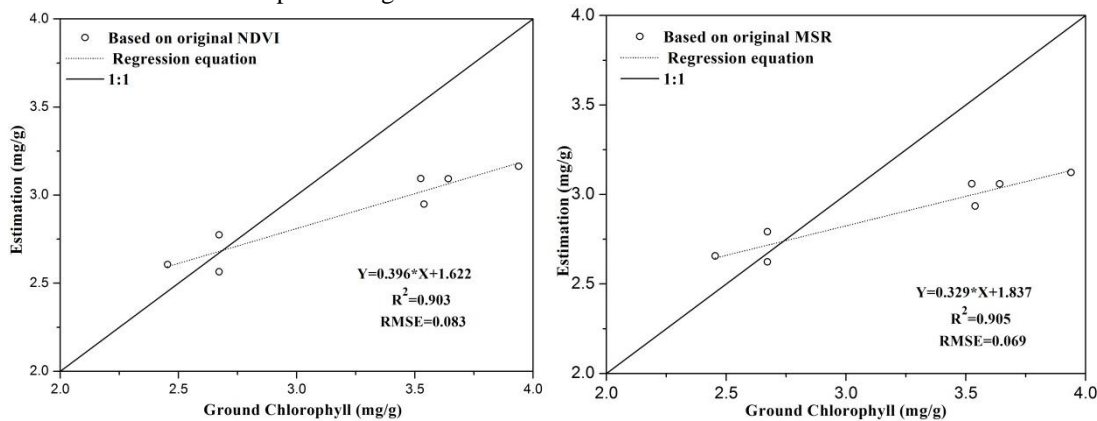 4.0
3.5
3.0
2.5
2.0
Estimation (mg/g)
Based on original NDVI
Regression equation
1:1
Y=0.396*X+1.622
R²=0.903
RMSE=0.083
2.0 2.5 3.0 3.5 4.0
Ground Chlorophyll (mg/g)
4.0
3.5
3.0
2.5
2.0
Estimation (mg/g)
Based on original MSR
Regression equation
1:1
Y=0.329*X+1.837
R²=0.905
RMSE=0.069
2.0 2.5 3.0 3.5 4.0
Ground Chlorophyll (mg/g)